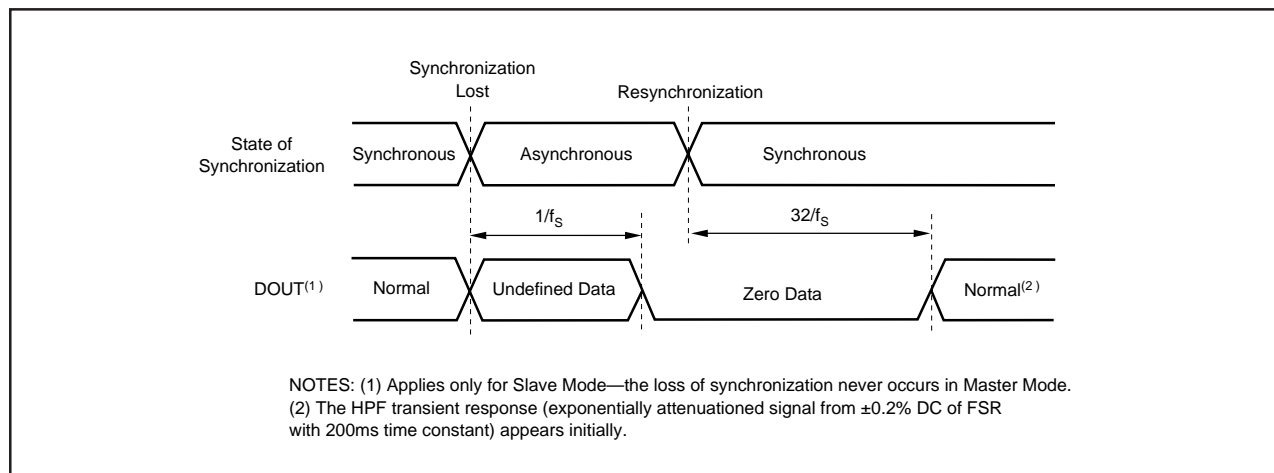 Synchronization
Lost
Resynchronization
State of
Synchronization
Synchronous
Asynchronous
Synchronous
1/fS
32/fS
DOUT(1 )
Normal
Undefined Data
Zero Data
Normal(2 )
NOTES: (1) Applies only for Slave Mode—the loss of synchronization never occurs in Master Mode.
(2) The HPF transient response (exponentially attenuationed signal from ±0.2% DC of FSR
with 200ms time constant) appears initially.